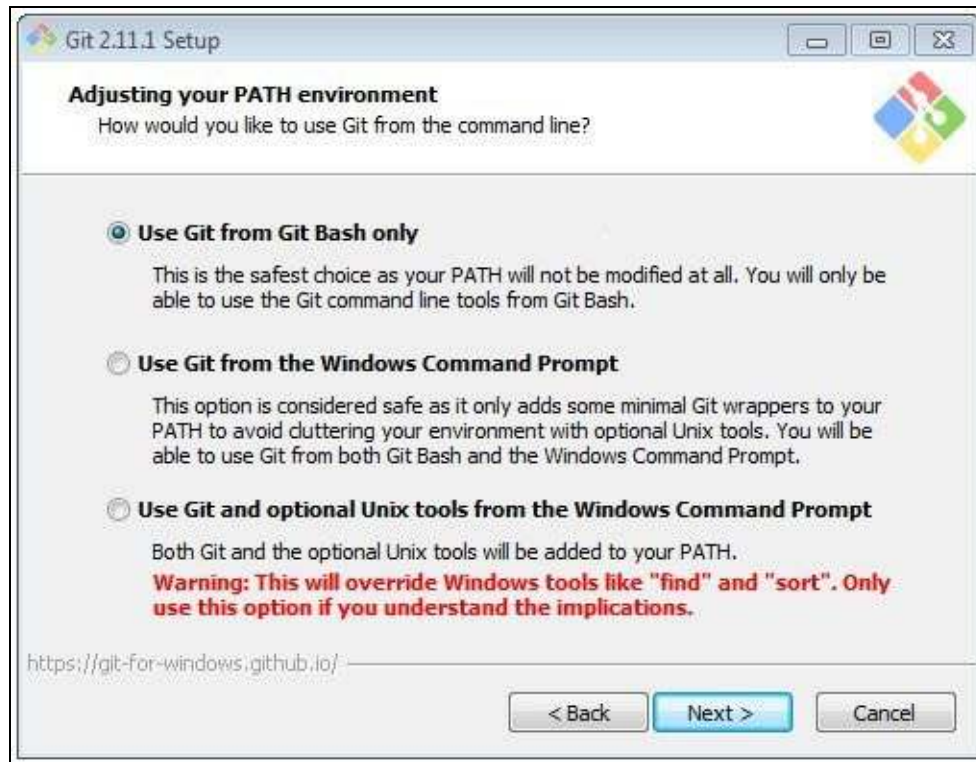 Git 2.11.1 Setup
Adjusting your PATH environment
How would you like to use Git from the command line?
Use Git from Git Bash only
This is the safest choice as your PATH will not be modified at all. You will only be
able to use the Git command line tools from Git Bash.
Use Git from the Windows Command Prompt
This option is considered safe as it only adds some minimal Git wrappers to your
PATH to avoid cluttering your environment with optional Unix tools. You will be
able to use Git from both Git Bash and the Windows Command Prompt.
Use Git and optional Unix tools from the Windows Command Prompt
Both Git and the optional Unix tools will be added to your PATH.
Warning: This will override Windows tools like "find" and "sort". Only
use this option if you understand the implications.
https://git-for-windows.github.io/
< Back Next > Cancel